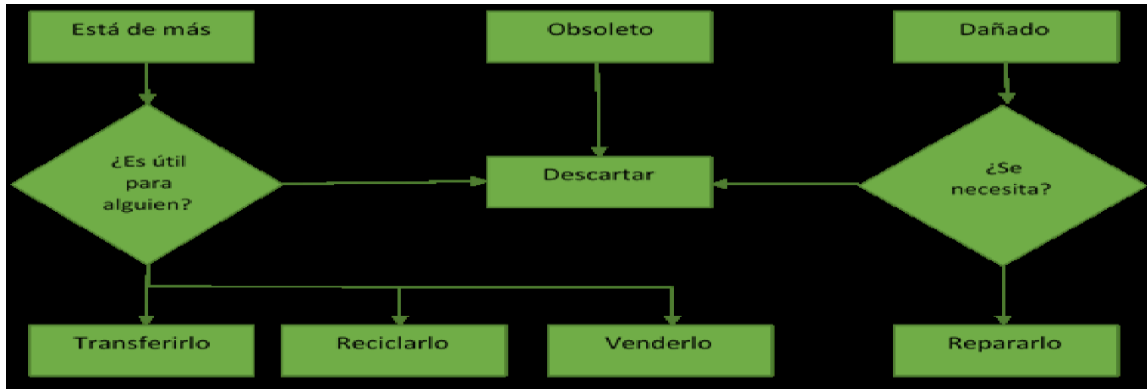 Está de más
Obsoleto
Dañado
¿Es útil
para
alguien?
Descartar
¿Se
necesita?
Transferirlo
Reciclarlo
Venderlo
Repararlo